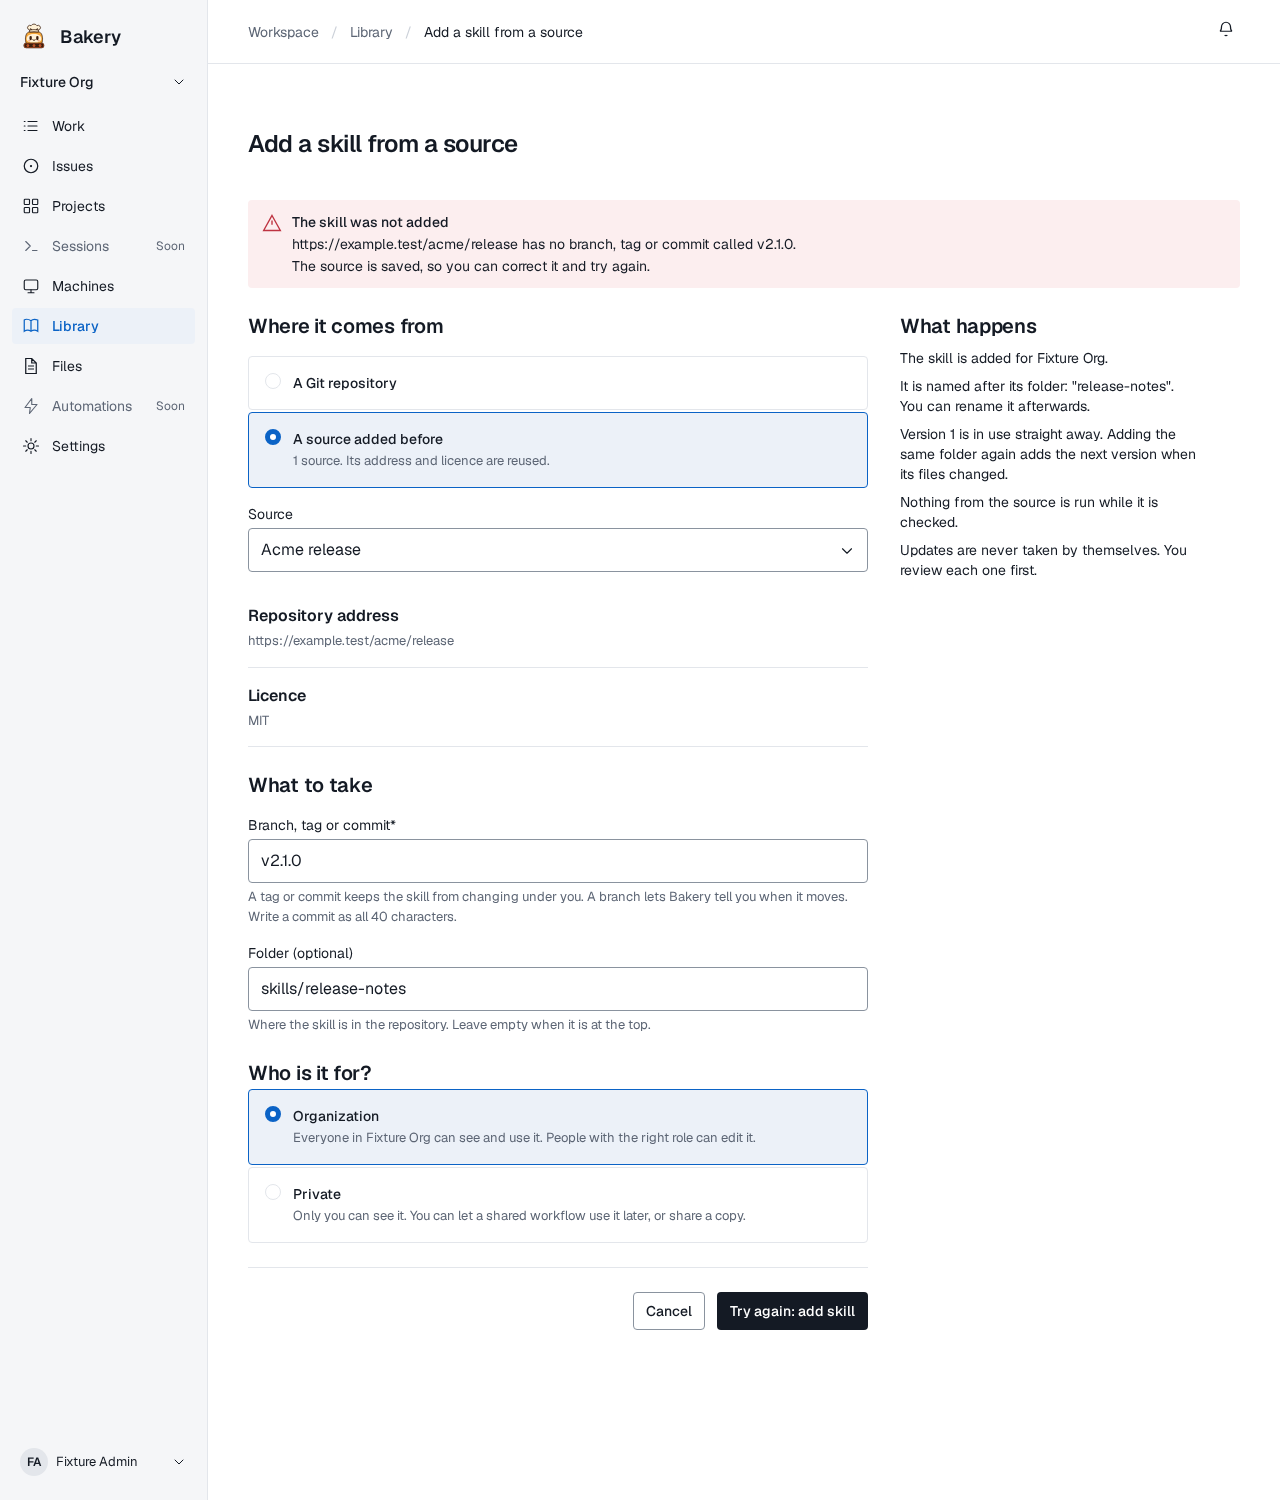 Bakery
Fixture Org
Work
Issues
Projects
Sessions
Soon
Machines
Library
Files
Automations
Soon
Settings
FA
Fixture Admin
Workspace / Library / Add a skill from a source
Add a skill from a source
The skill was not added
https://example.test/acme/release has no branch, tag or commit called v2.1.0.
The source is saved, so you can correct it and try again.
Where it comes from
A Git repository
A source added before
1 source. Its address and licence are reused.
Source
Acme release
Repository address
https://example.test/acme/release
Licence
MIT
What to take
Branch, tag or commit*
v2.1.0
A tag or commit keeps the skill from changing under you. A branch lets Bakery tell you when it moves.
Write a commit as all 40 characters.
Folder (optional)
skills/release-notes
Where the skill is in the repository. Leave empty when it is at the top.
Who is it for?
Organization
Everyone in Fixture Org can see and use it. People with the right role can edit it.
Private
Only you can see it. You can let a shared workflow use it later, or share a copy.
Cancel
Try again: add skill
What happens
The skill is added for Fixture Org.
It is named after its folder: "release-notes".
You can rename it afterwards.
Version 1 is in use straight away. Adding the
same folder again adds the next version when
its files changed.
Nothing from the source is run while it is
checked.
Updates are never taken by themselves. You
review each one first.